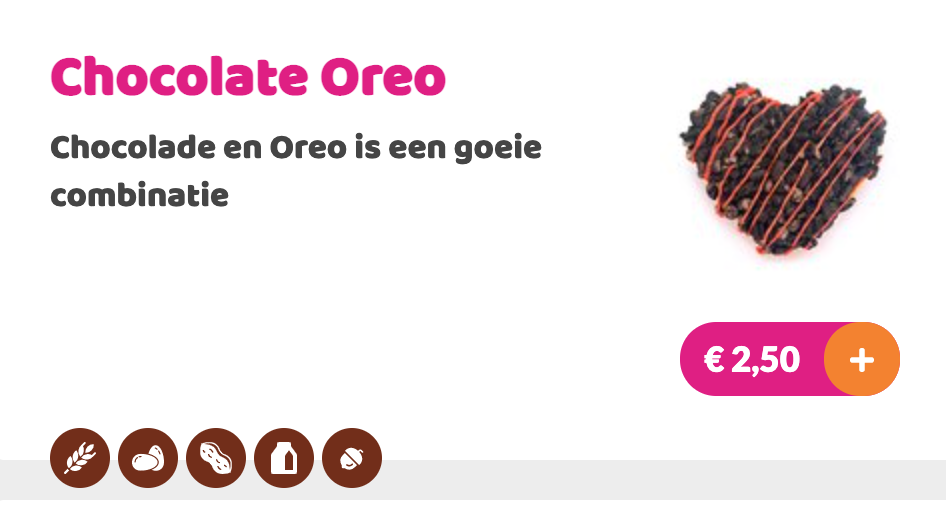 Chocolate Oreo
Chocolade en Oreo is een goeie
combinatie
€ 2,50 +